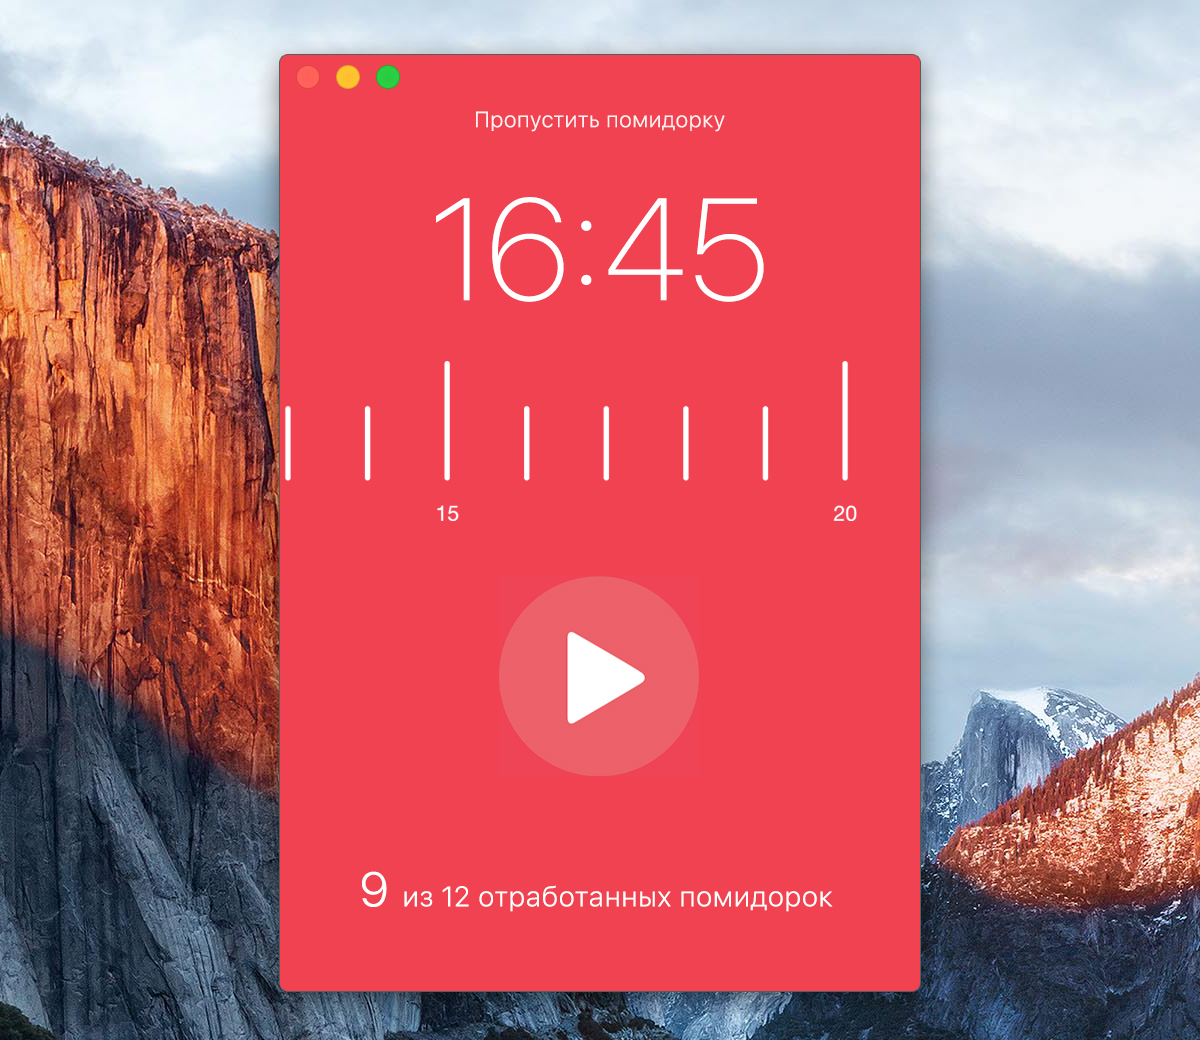 Пропустить помидорку
16:45
15 20
9 из 12 отработанных помидорок